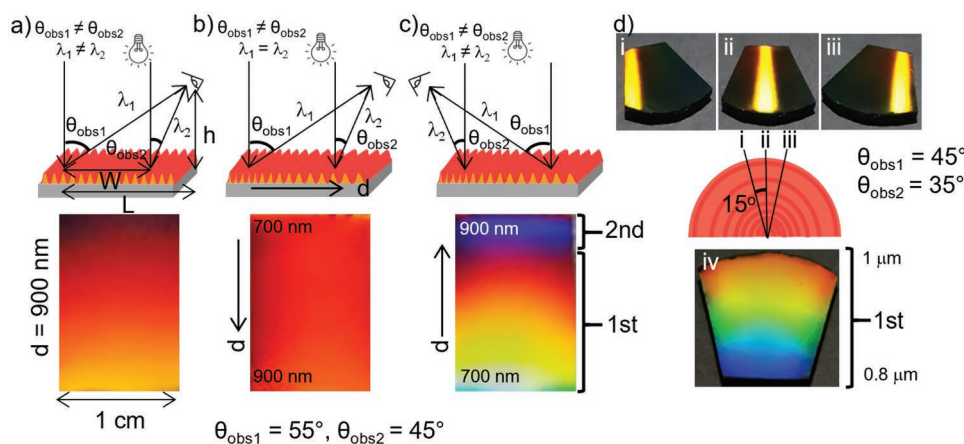 a) θobs1 ≠ θobs2
λ1 ≠ λ2
λ1
θobs1
θobs2
λ2
h
W
L
d = 900 nm
1 cm
b) θobs1 ≠ θobs2
λ1 = λ2
λ1
θobs1
λ2
θobs2
d
700 nm
d
900 nm
θobs1 = 55°, θobs2 = 45°
c) θobs1 ≠ θobs2
λ1 ≠ λ2
λ1
λ2
θobs2
θobs1
900 nm
2nd
d
1st
700 nm
d)
i
ii
iii
i ii iii
θobs1 = 45°
θobs2 = 35°
15°
iv
1 μm
1st
0.8 μm